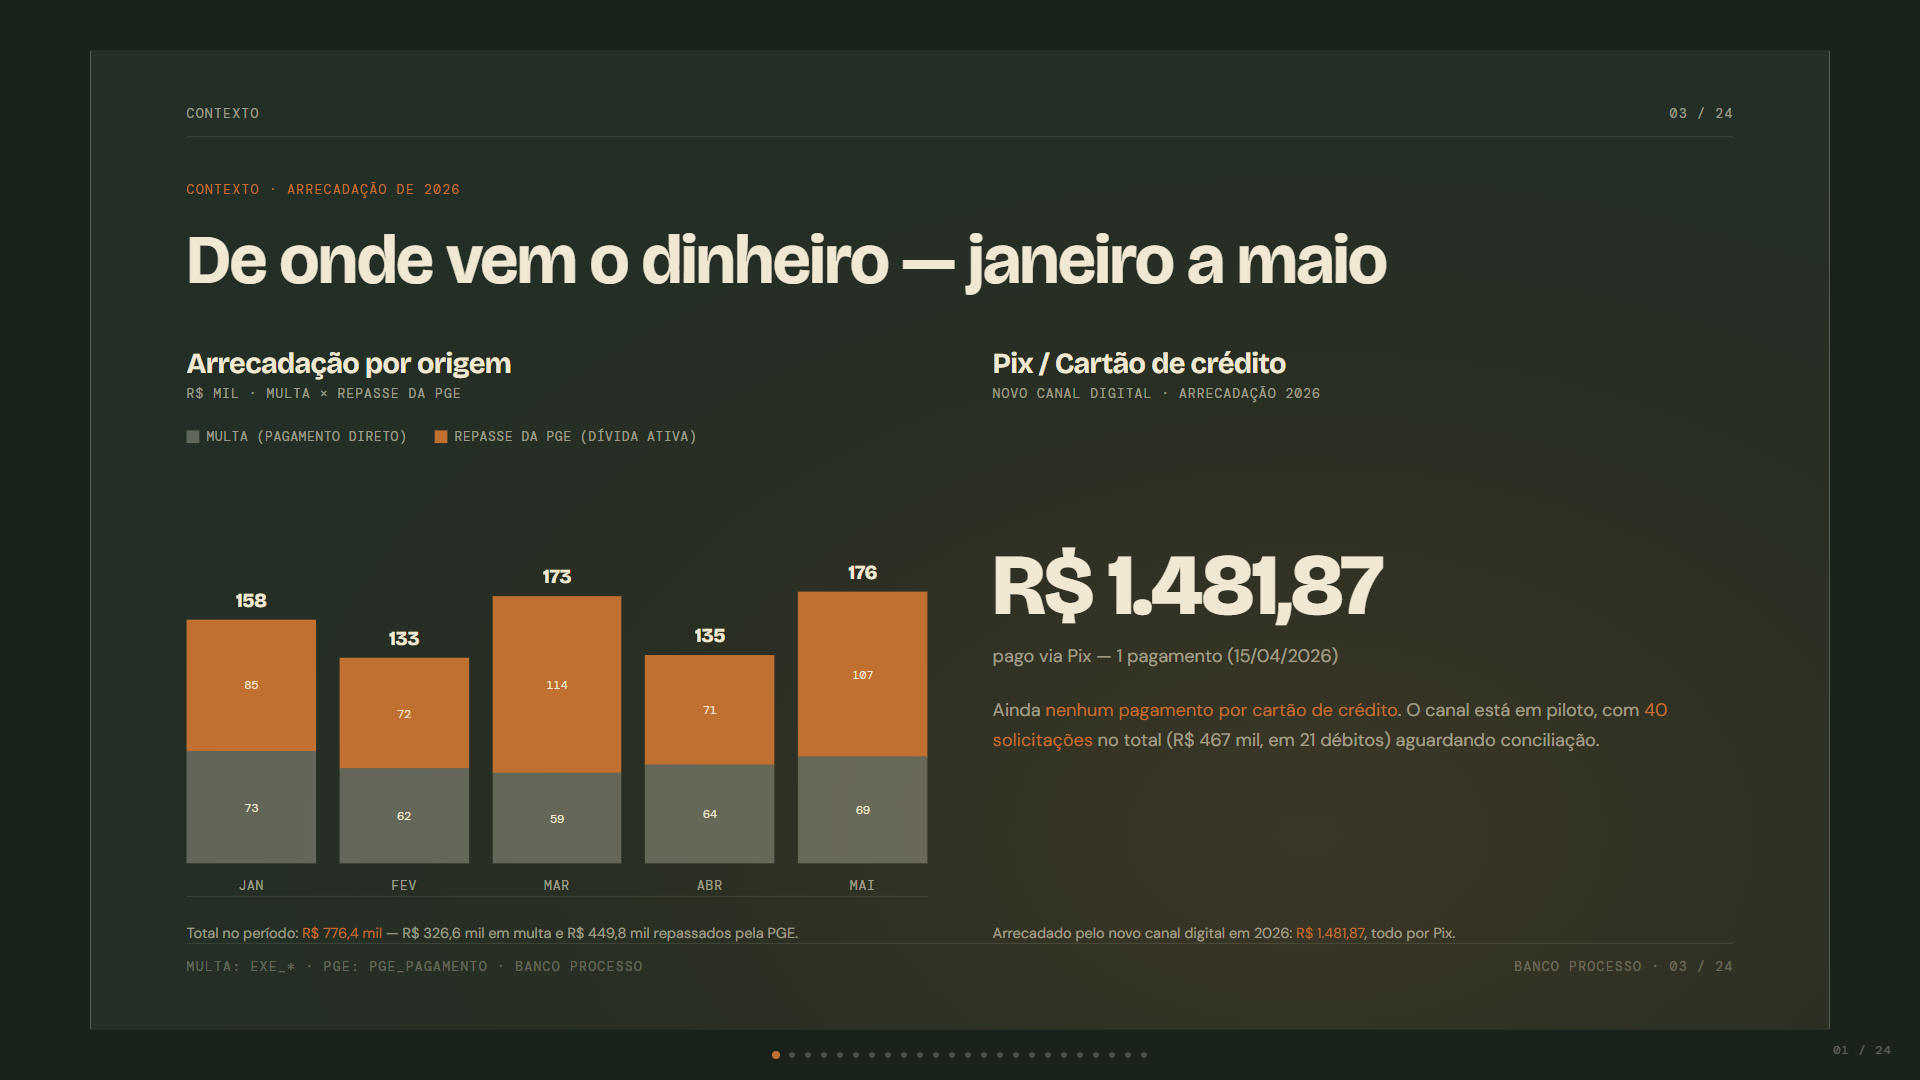 CONTEXTO
03 / 24
CONTEXTO · ARRECADAÇÃO DE 2026
De onde vem o dinheiro — janeiro a maio
Arrecadação por origem
R$ MIL · MULTA × REPASSE DA PGE
MULTA (PAGAMENTO DIRETO)
REPASSE DA PGE (DÍVIDA ATIVA)
158
133
173
135
176
85
72
114
71
107
73
62
59
64
69
JAN
FEV
MAR
ABR
MAI
Total no período: R$ 776,4 mil — R$ 326,6 mil em multa e R$ 449,8 mil repassados pela PGE.
Pix / Cartão de crédito
NOVO CANAL DIGITAL · ARRECADAÇÃO 2026
R$ 1.481,87
pago via Pix — 1 pagamento (15/04/2026)
Ainda nenhum pagamento por cartão de crédito. O canal está em piloto, com 40
solicitações no total (R$ 467 mil, em 21 débitos) aguardando conciliação.
Arrecadado pelo novo canal digital em 2026: R$ 1.481,87, todo por Pix.
MULTA: EXE_* · PGE: PGE_PAGAMENTO · BANCO PROCESSO
BANCO PROCESSO · 03 / 24
01 / 24